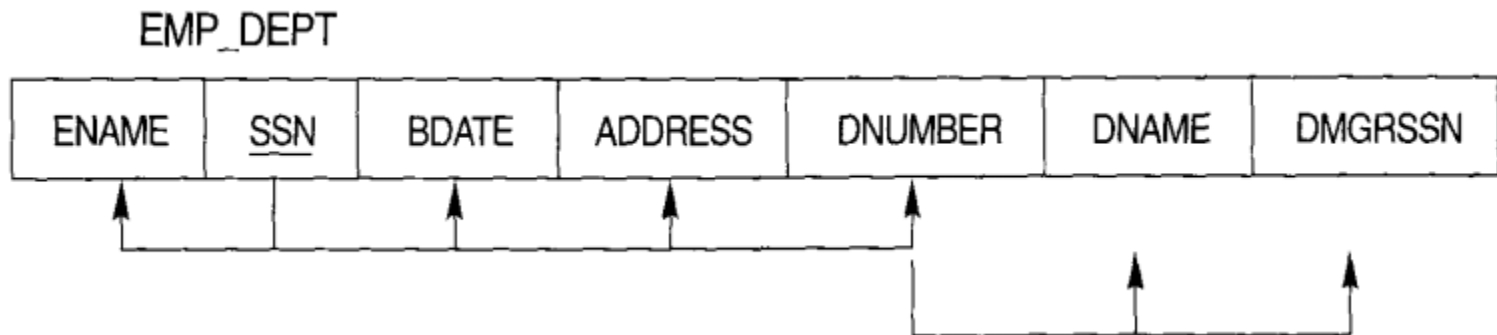 EMP_DEPT
ENAME SSN BDATE ADDRESS DNUMBER DNAME DMGRSSN